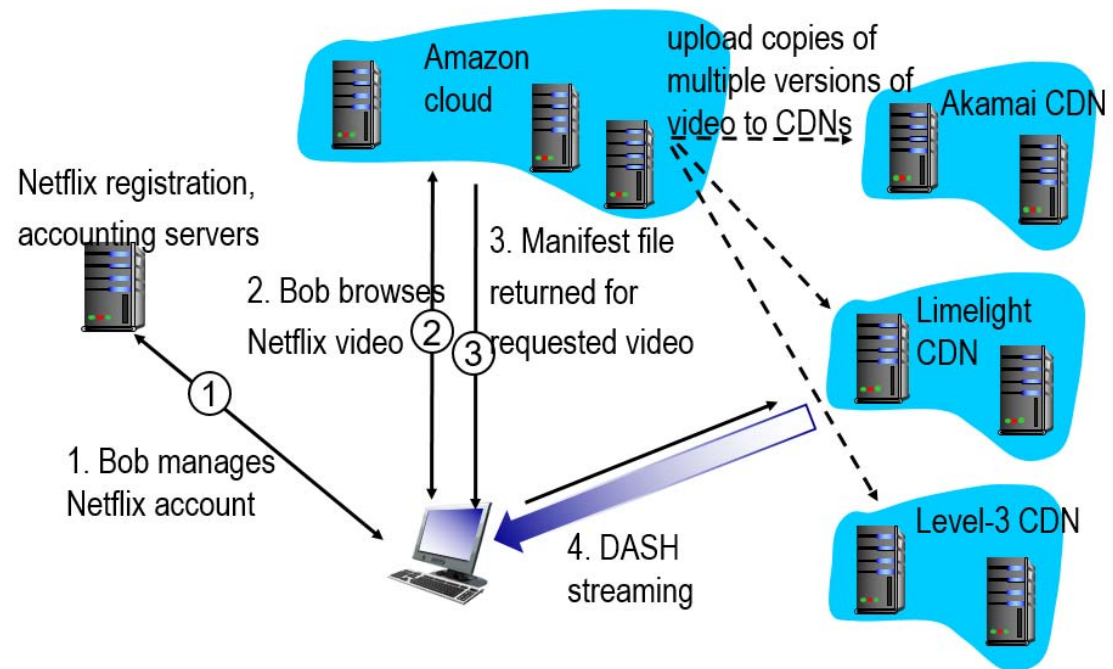 Amazon
cloud
upload copies of
multiple versions of
video to CDNs
Akamai CDN
Netflix registration,
accounting servers
2. Bob browses
Netflix video
2
3
3. Manifest file
returned for
requested video
Limelight
CDN
1
1. Bob manages
Netflix account
4. DASH
streaming
Level-3 CDN